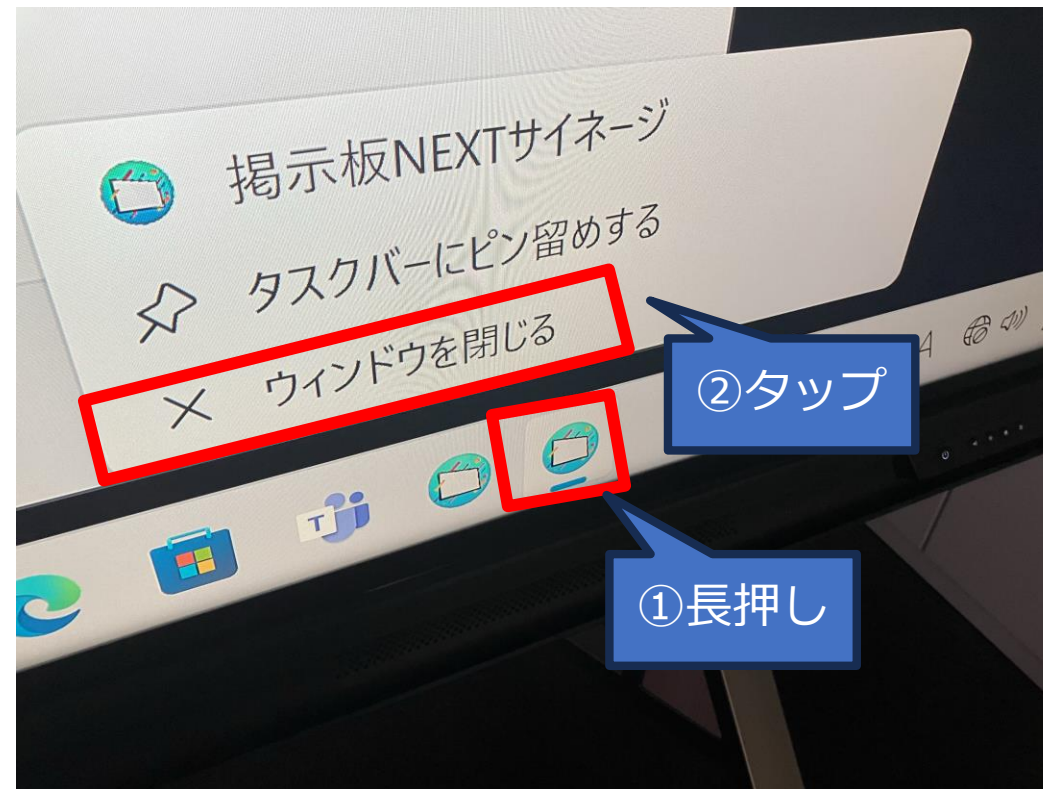 掲示板NEXTサイネージ
タスクバーにピン留めする
ウィンドウを閉じる
②タップ
①長押し
A
T